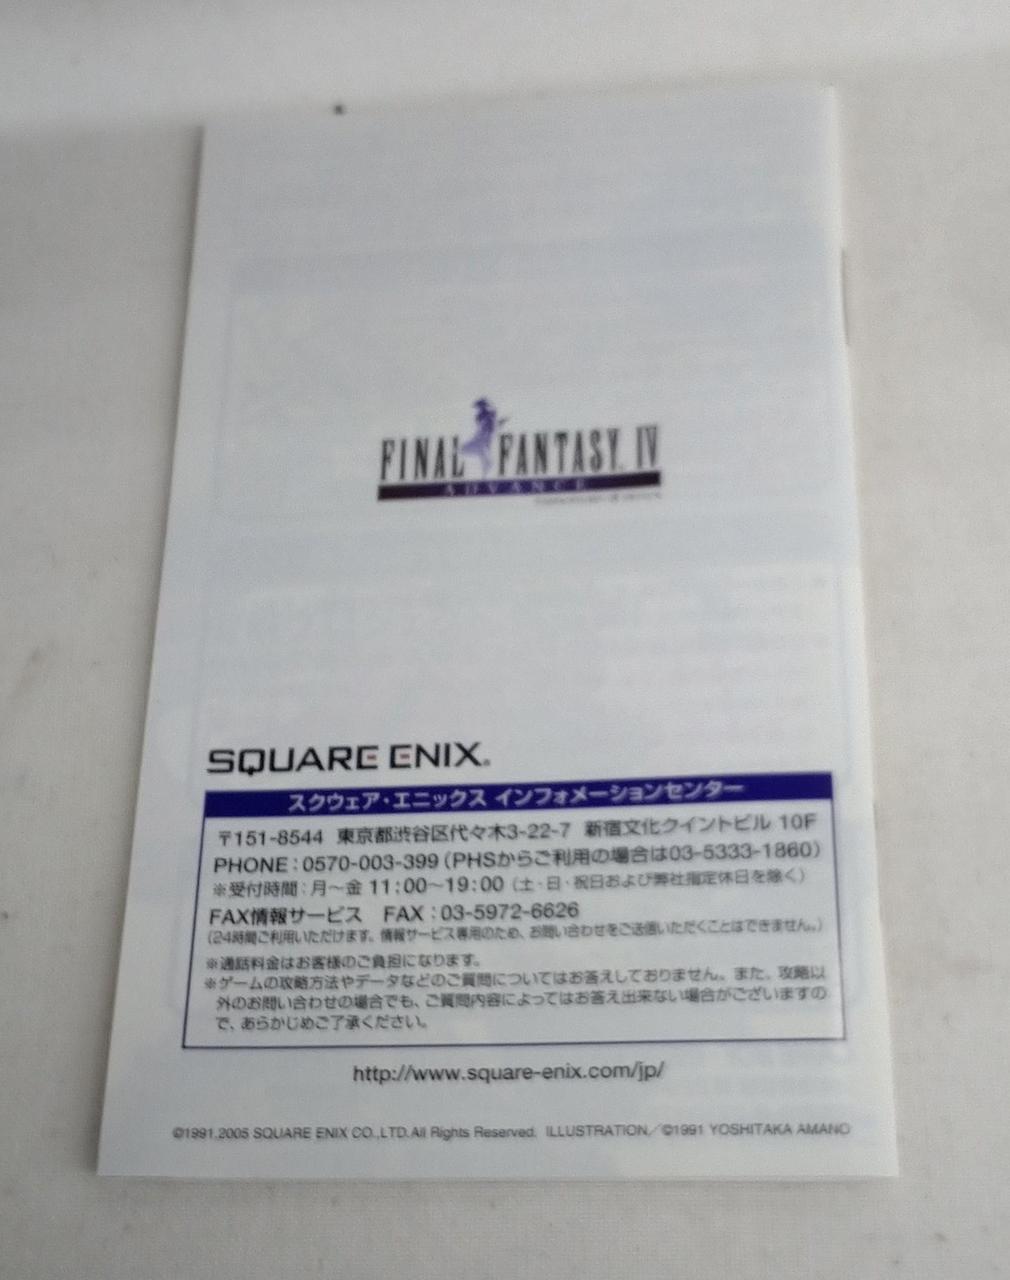 FINAL FANTASY IV
ADVANCE
SQUARE ENIX®
スクウェア・エニックス インフォメーションセンター
〒151-8544 東京都渋谷区代々木3-22-7 新宿文化クイントビル 10F
PHONE：0570-003-399（PHSからご利用の場合は03-5333-1860）
※受付時間：月〜金 11：00〜19：00（土・日・祝日および弊社指定休日を除く）
FAX情報サービス FAX：03-5972-6626
（24時間ご利用いただけます。情報サービス専用のため、お問い合わせをご送信いただくことはできません。）
※通話料金はお客様のご負担になります。
※ゲームの攻略方法やデータなどのご質問についてはお答えしておりません。また、攻略以
外のお問い合わせの場合でも、ご質問内容によってはお答え出来ない場合がございますの
で、あらかじめご了承ください。
http://www.square-enix.com/jp/
©1991,2005 SQUARE ENIX CO.,LTD.All Rights Reserved. ILLUSTRATION／©1991 YOSHITAKA AMANO